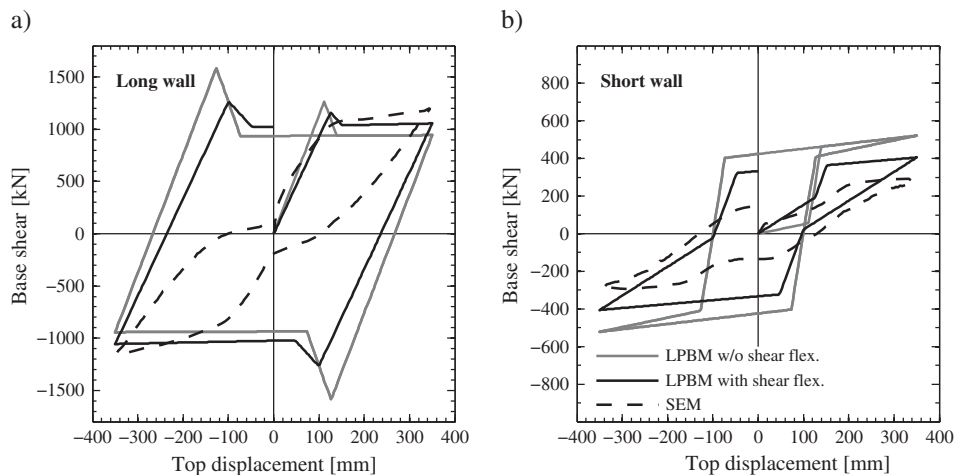 a)
Long wall
1500
1000
500
0
−500
−1000
−1500
Base shear [kN]
−400 −300 −200 −100 0 100 200 300 400
Top displacement [mm]
b)
Short wall
800
600
400
200
0
−200
−400
−600
−800
Base shear [kN]
LPBM w/o shear flex.
LPBM with shear flex.
SEM
−400 −300 −200 −100 0 100 200 300 400
Top displacement [mm]